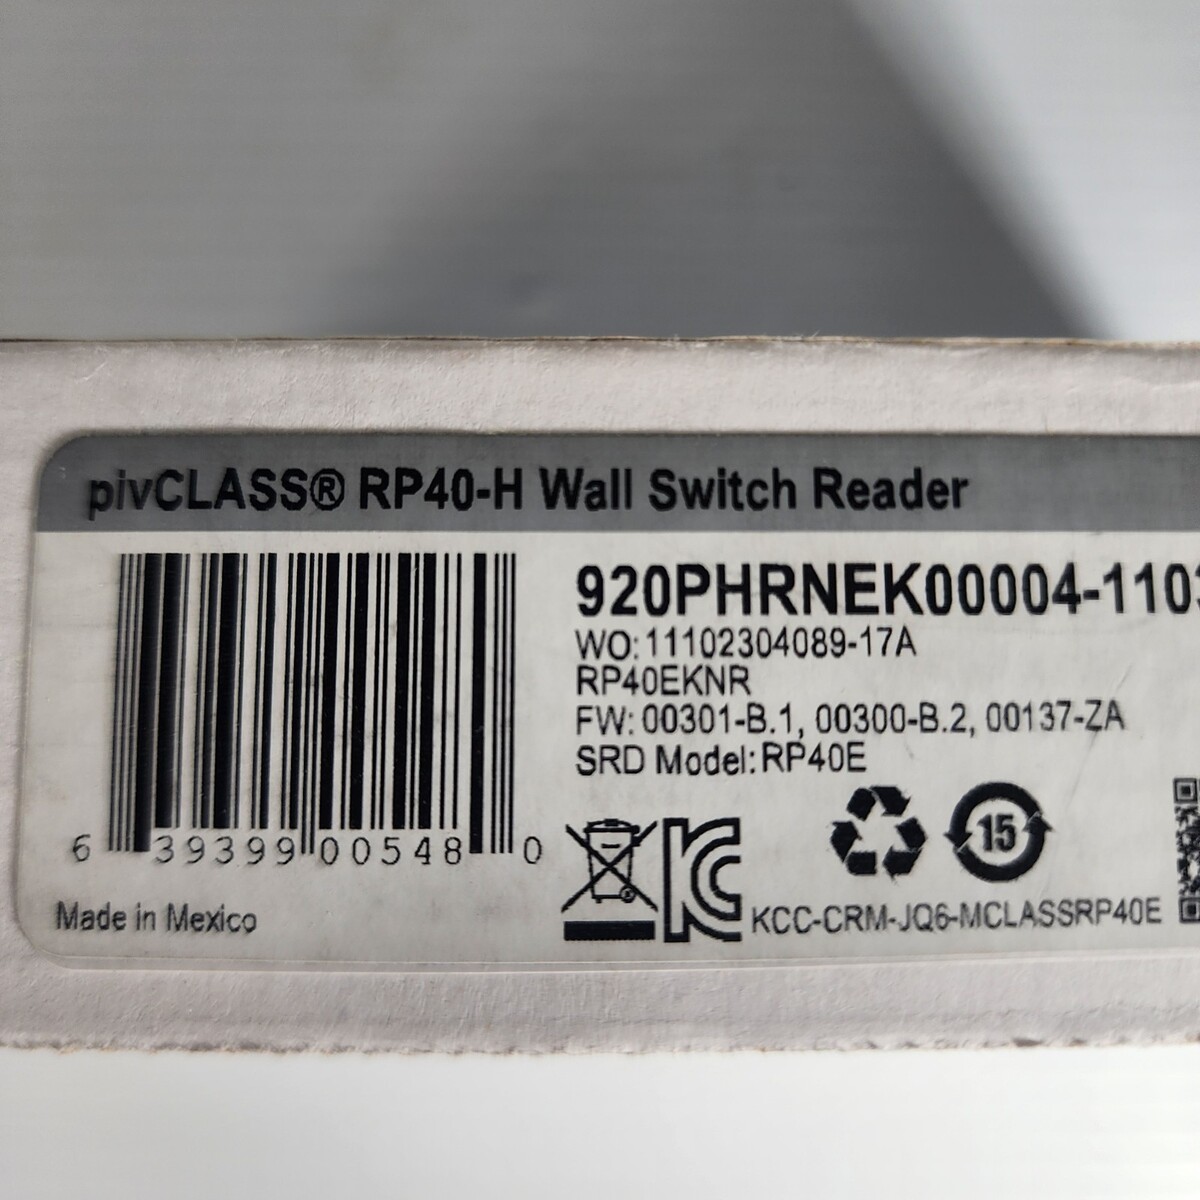 pivCLASS® RP40-H Wall Switch Reader
920PHRNEK00004-1103
WO:11102304089-17A
RP40EKNR
FW: 00301-B.1, 00300-B.2, 00137-ZA
SRD Model:RP40E
6 39399 00548 0
15
KCC-CRM-JQ6-MCLASSRP40E
Made in Mexico